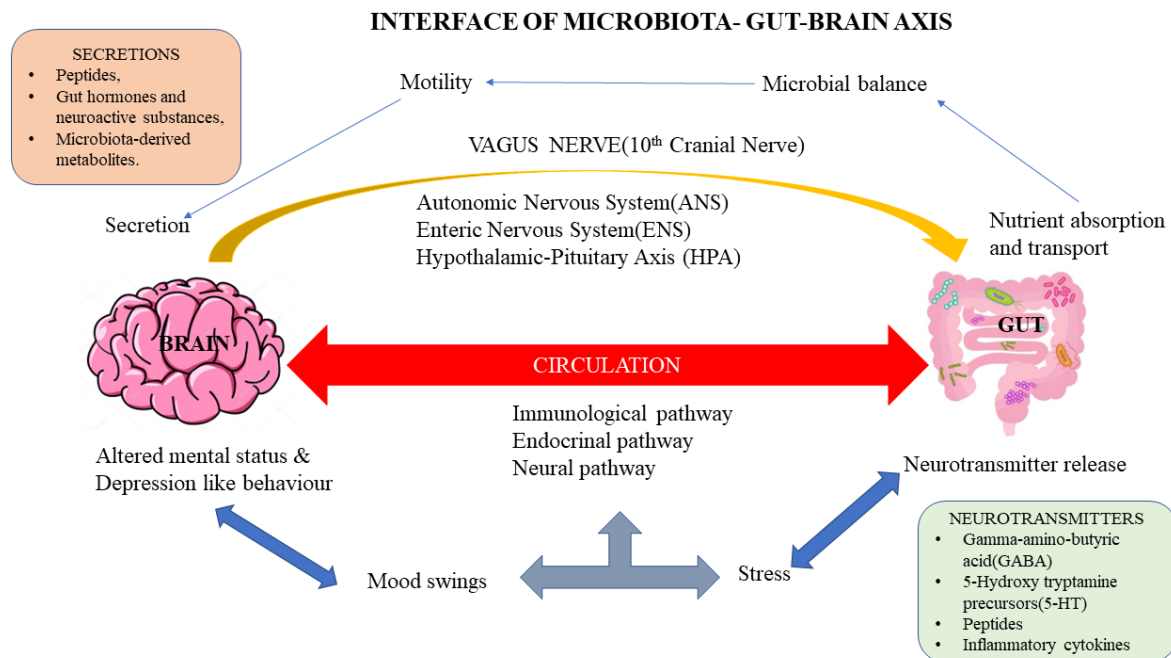 INTERFACE OF MICROBIOTA- GUT-BRAIN AXIS
SECRETIONS
• Peptides,
• Gut hormones and
neuroactive substances,
• Microbiota-derived
metabolites.
Motility
Microbial balance
VAGUS NERVE(10th Cranial Nerve)
Secretion
Autonomic Nervous System(ANS)
Enteric Nervous System(ENS)
Hypothalamic-Pituitary Axis (HPA)
Nutrient absorption
and transport
BRAIN
GUT
CIRCULATION
Immunological pathway
Endocrinal pathway
Neural pathway
Altered mental status &
Depression like behaviour
Neurotransmitter release
Mood swings
Stress
NEUROTRANSMITTERS
• Gamma-amino-butyric
acid(GABA)
• 5-Hydroxy tryptamine
precursors(5-HT)
• Peptides
• Inflammatory cytokines